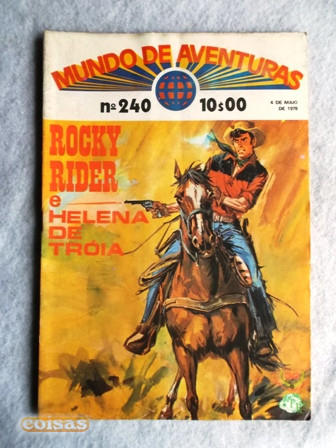 MUNDO DE AVENTURAS
nº 240 10$00
4 DE MAIO
DE 1978
ROCKY
RIDER
e
HELENA
DE
TRÓIA
coisas